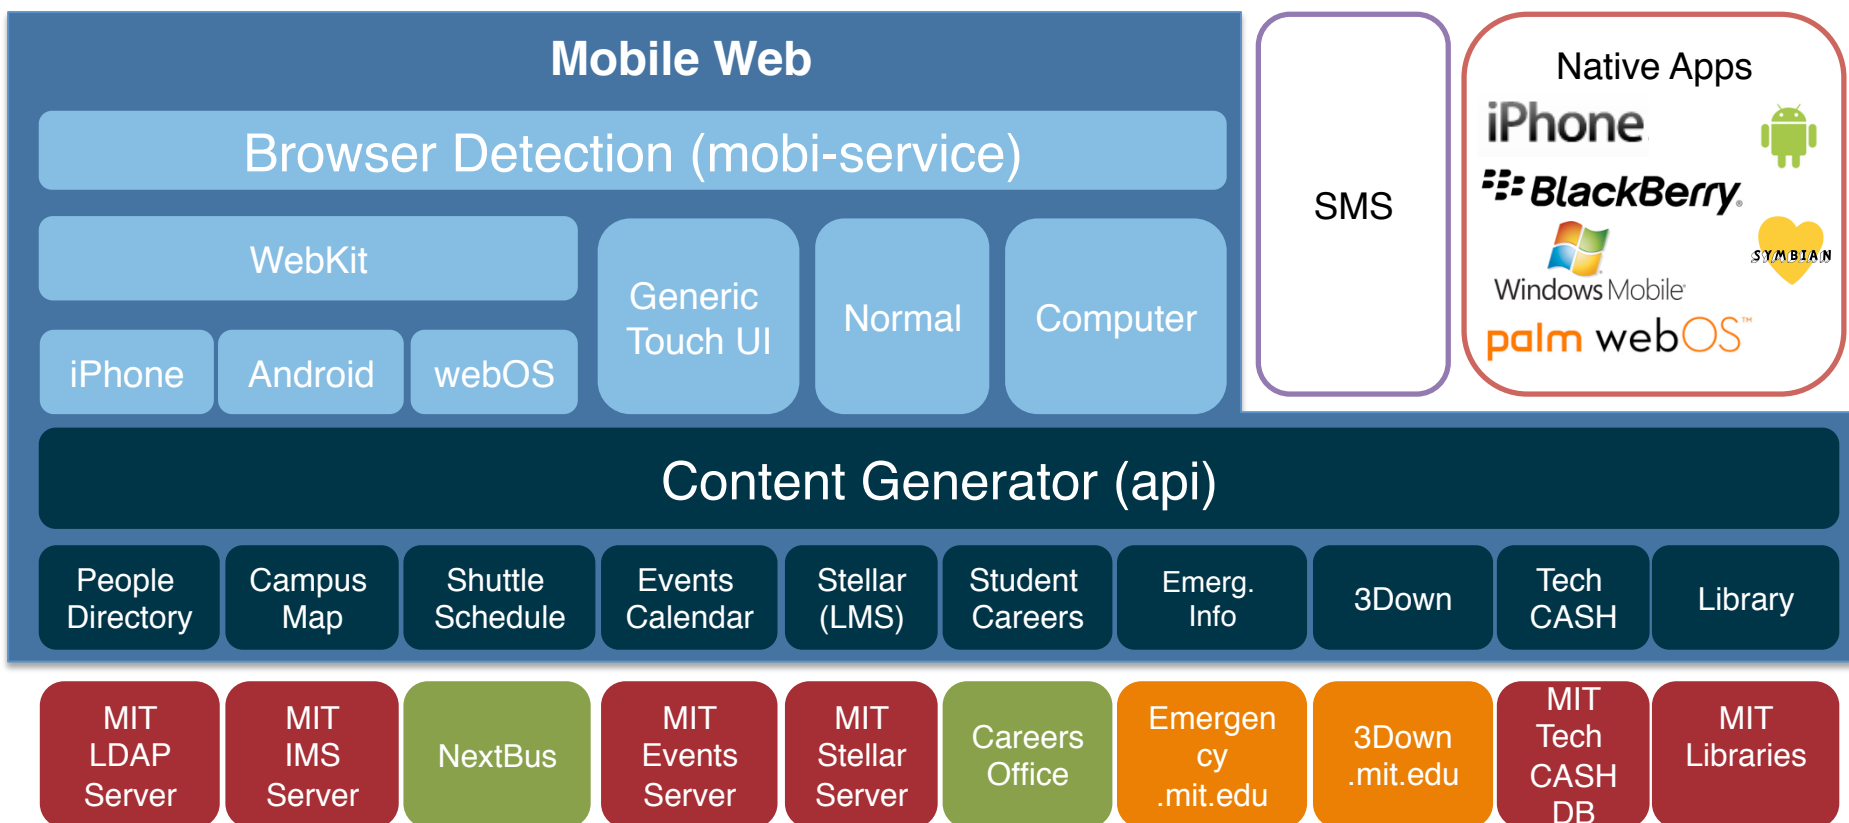 Mobile Web
Browser Detection (mobi-service)
WebKit
iPhone
Android
webOS
Generic
Touch UI
Normal
Computer
SMS
Native Apps
iPhone
BlackBerry®
Windows Mobile®
SYMBIAN
palm webOS™
Content Generator (api)
People
Directory
Campus
Map
Shuttle
Schedule
Events
Calendar
Stellar
(LMS)
Student
Careers
Emerg.
Info
3Down
Tech
CASH
Library
MIT
LDAP
Server
MIT
IMS
Server
NextBus
MIT
Events
Server
MIT
Stellar
Server
Careers
Office
Emergen
cy
.mit.edu
3Down
.mit.edu
MIT
Tech
CASH
DB
MIT
Libraries